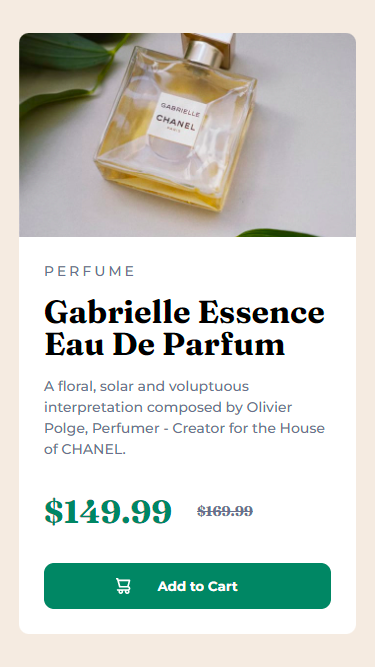 GABRIELLE
CHANEL
PARIS
PERFUME
Gabrielle Essence
Eau De Parfum
A floral, solar and voluptuous
interpretation composed by Olivier
Polge, Perfumer - Creator for the House
of CHANEL.
$149.99 $169.99
Add to Cart